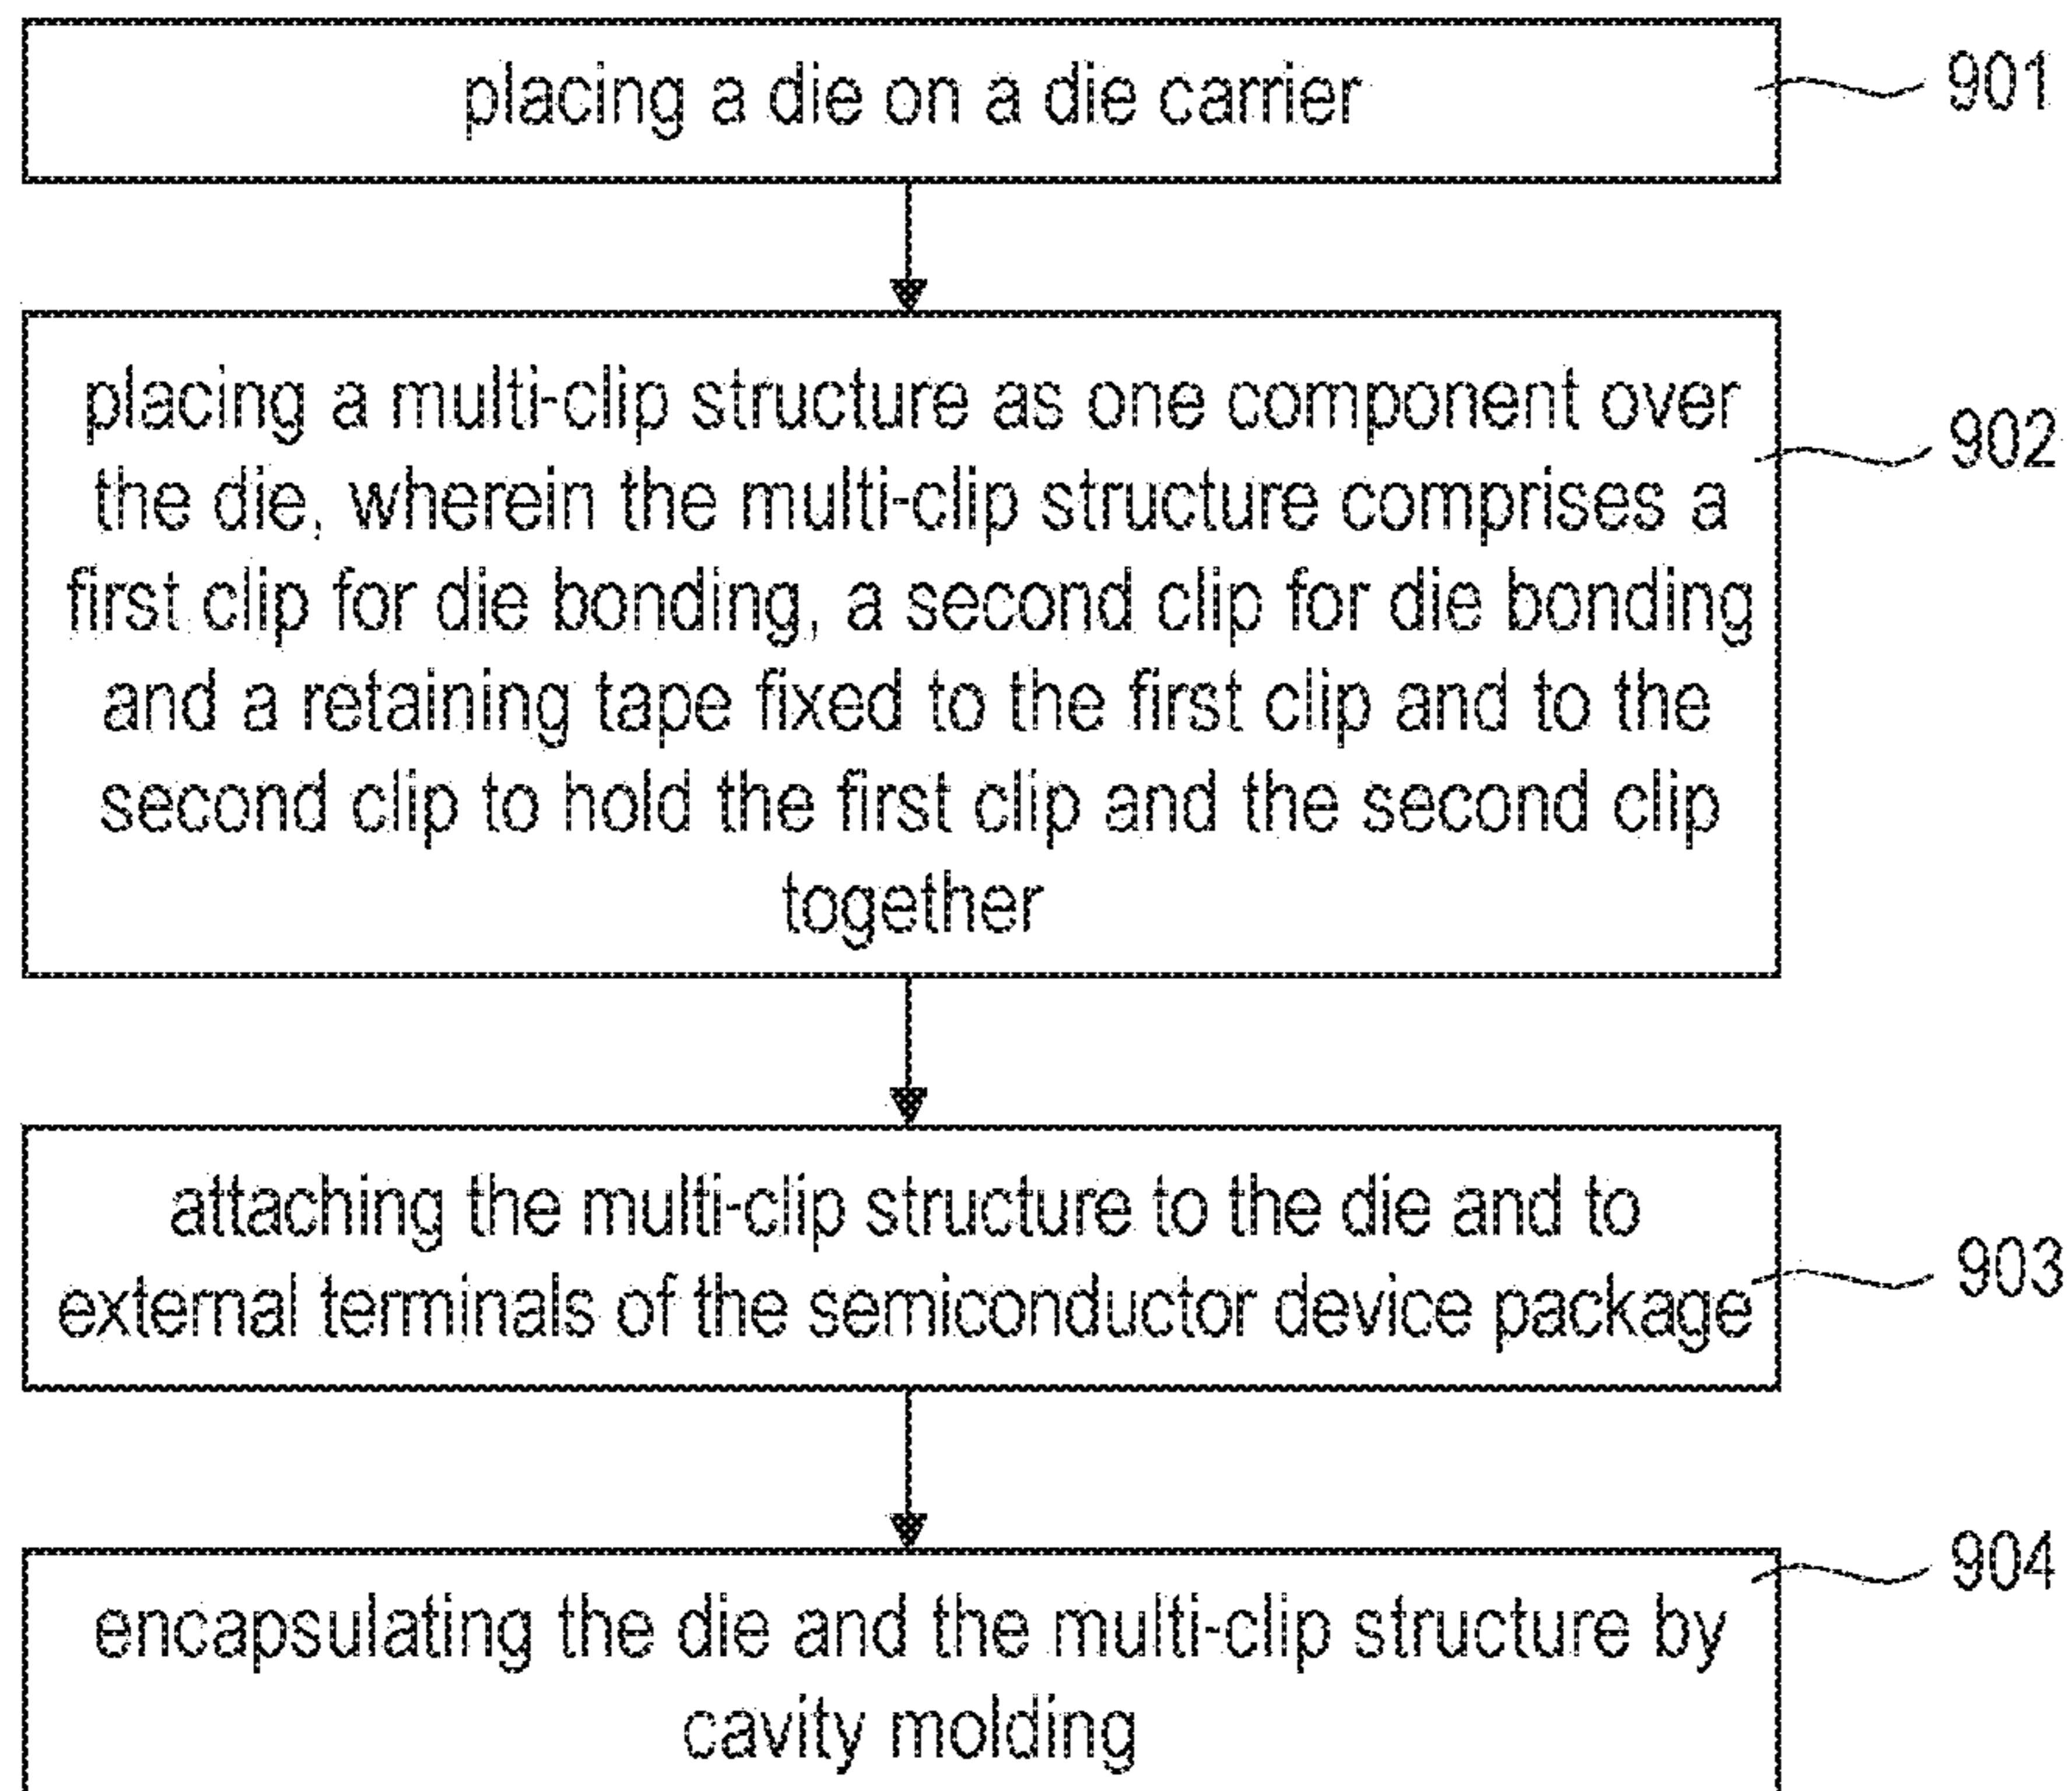 placing a die on a die carrier
901
placing a multi-clip structure as one component over
the die, wherein the multi-clip structure comprises a
first clip for die bonding, a second clip for die bonding
and a retaining tape fixed to the first clip and to the
second clip to hold the first clip and the second clip
together
902
attaching the multi-clip structure to the die and to
external terminals of the semiconductor device package
903
encapsulating the die and the multi-clip structure by
cavity molding
904